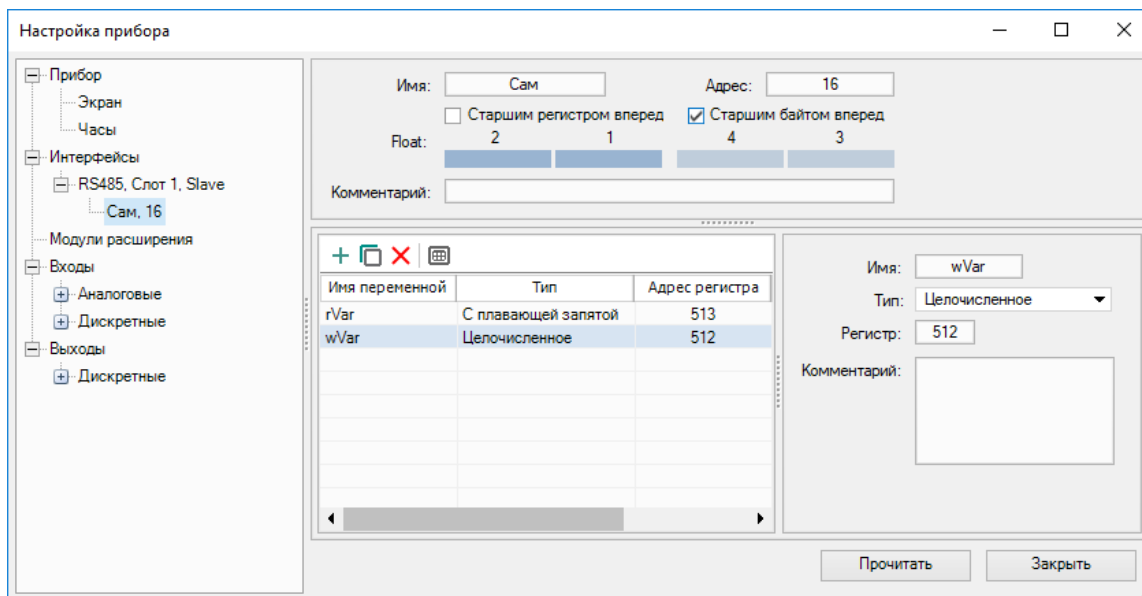 Настройка прибора
Прибор
Экран
Часы
Интерфейсы
RS485, Слот 1, Slave
Сам, 16
Модули расширения
Входы
Аналоговые
Дискретные
Выходы
Дискретные
Имя: Сам Адрес: 16
Старшим регистром вперед Старшим байтом вперед
Float: 2 1 4 3
Комментарий:
Имя переменной Тип Адрес регистра
rVar С плавающей запятой 513
wVar Целочисленное 512
Имя: wVar
Тип: Целочисленное
Регистр: 512
Комментарий:
Прочитать Закрыть